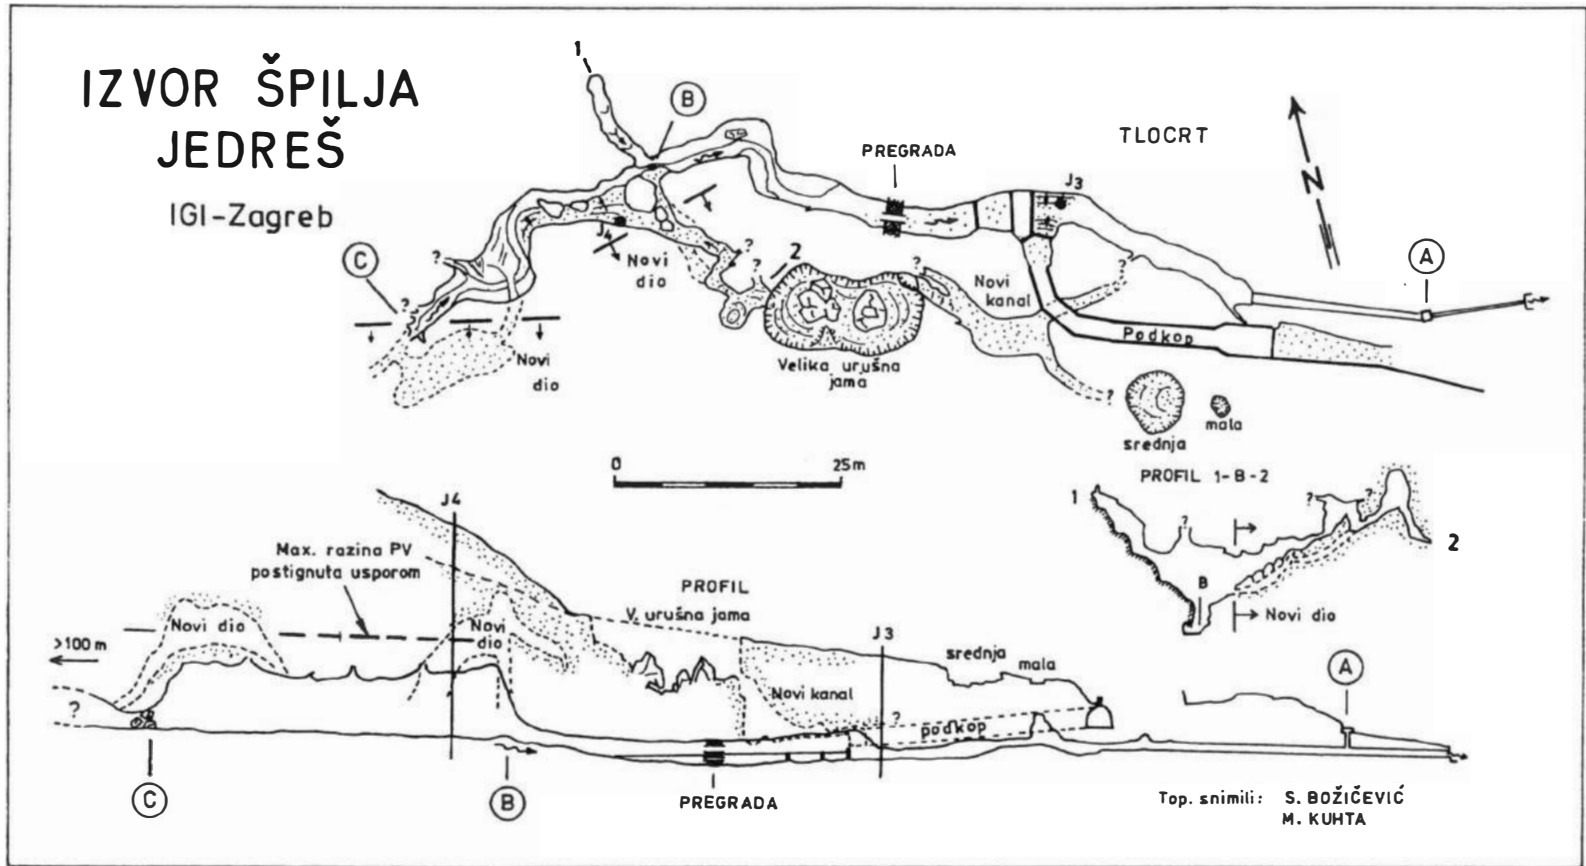 IZVOR ŠPILJA
JEDREŠ
IGI-Zagreb
1
B
PREGRADA
TLOCRT
N
J3
J4
Novi
dio
2
C
?
?
?
?
?
?
?
Novi
kanal
A
Podkop
Novi
dio
Velika urušna
jama
srednja
mala
0
25m
PROFIL 1-B-2
1
?
?
?
B
2
Novi dio
J4
Max. razina PV
postignuta usporom
PROFIL
V. urušna jama
Novi dio
Novi
dio
>100 m
J3
srednja
mala
Novi kanal
?
podkop
A
?
C
B
PREGRADA
Top. snimili: S. BOŽIČEVIĆ
M. KUHTA